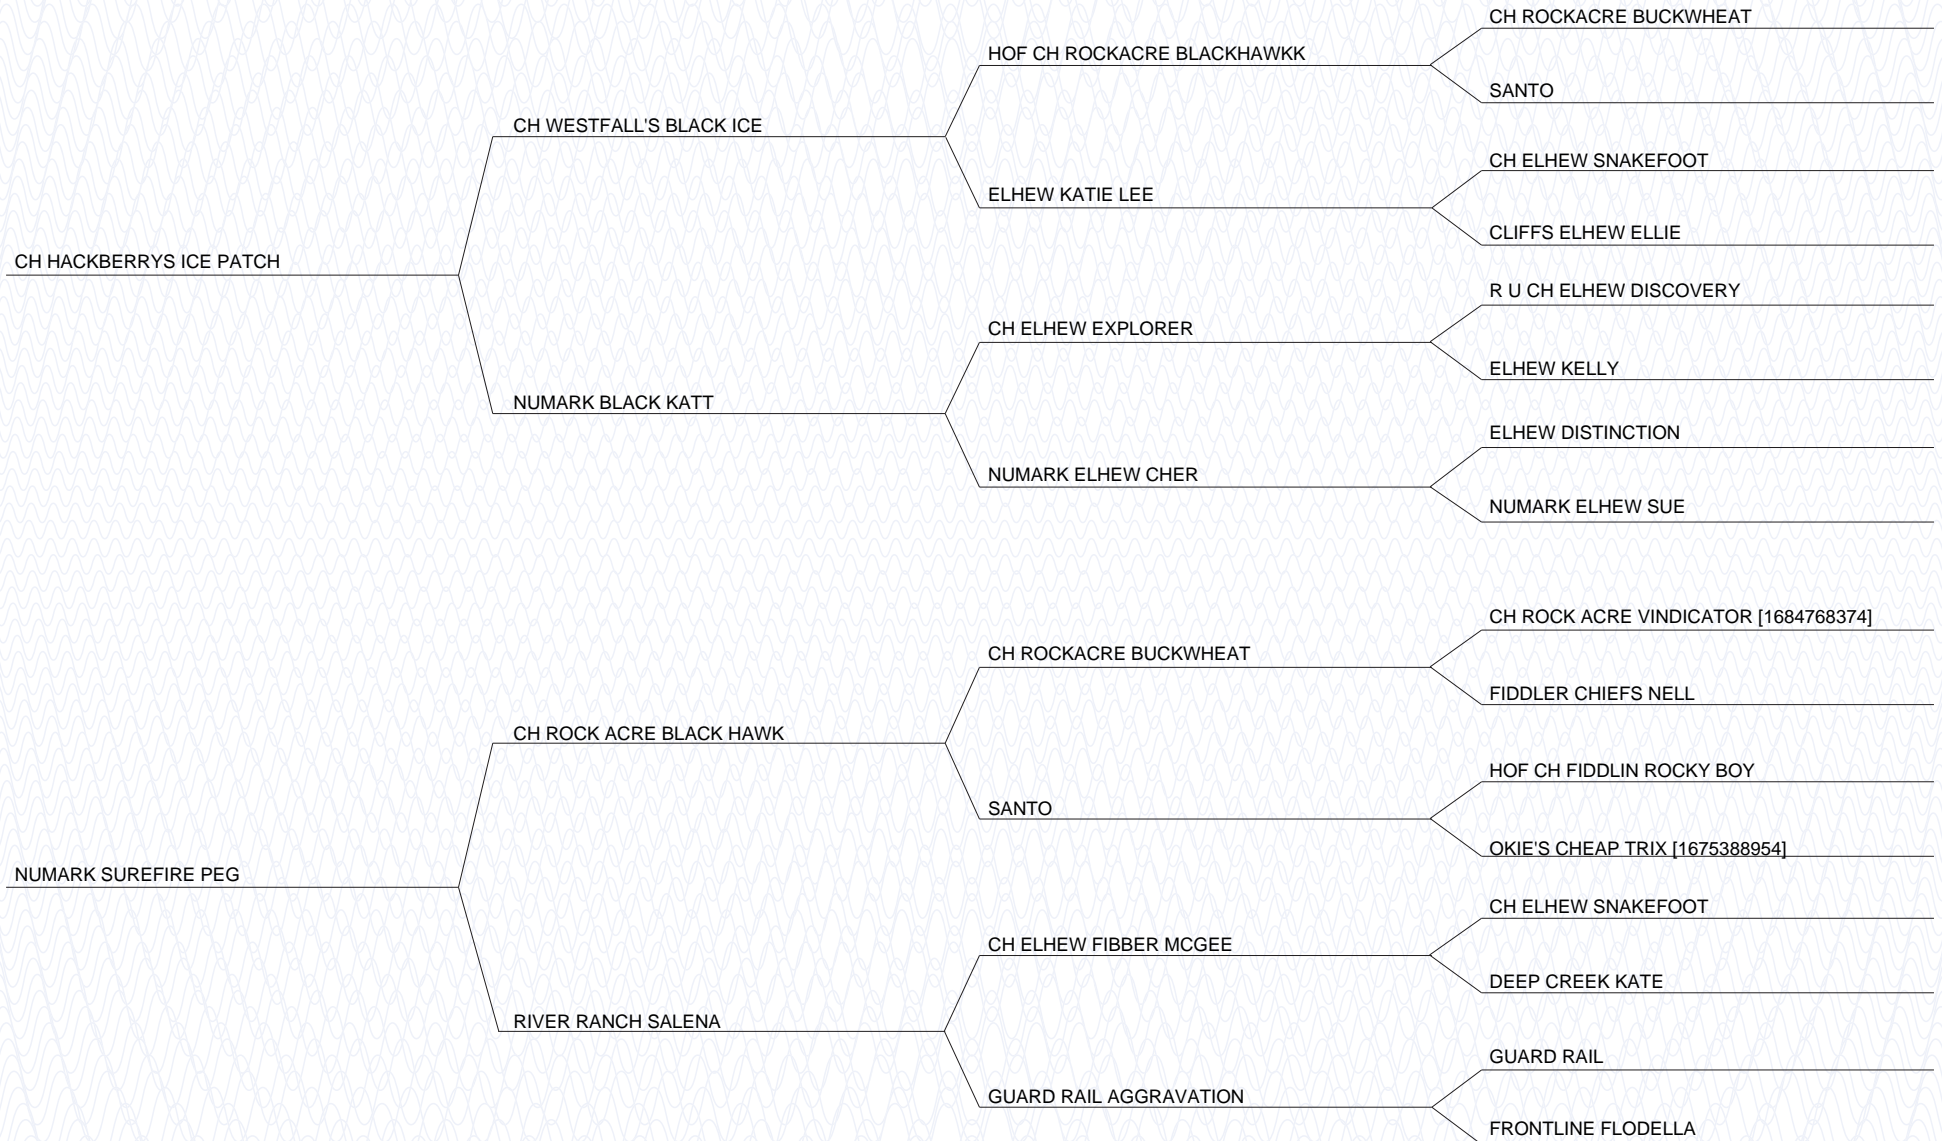 CH ROCKACRE BUCKWHEAT
HOF CH ROCKACRE BLACKHAWKK
SANTO
CH WESTFALL'S BLACK ICE
CH ELHEW SNAKEFOOT
ELHEW KATIE LEE
CLIFFS ELHEW ELLIE
CH HACKBERRYS ICE PATCH
R U CH ELHEW DISCOVERY
CH ELHEW EXPLORER
ELHEW KELLY
NUMARK BLACK KATT
ELHEW DISTINCTION
NUMARK ELHEW CHER
NUMARK ELHEW SUE
CH ROCK ACRE VINDICATOR [1684768374]
CH ROCKACRE BUCKWHEAT
FIDDLER CHIEFS NELL
CH ROCK ACRE BLACK HAWK
HOF CH FIDDLIN ROCKY BOY
SANTO
OKIE'S CHEAP TRIX [1675388954]
NUMARK SUREFIRE PEG
CH ELHEW SNAKEFOOT
CH ELHEW FIBBER MCGEE
DEEP CREEK KATE
RIVER RANCH SALENA
GUARD RAIL
GUARD RAIL AGGRAVATION
FRONTLINE FLODELLA